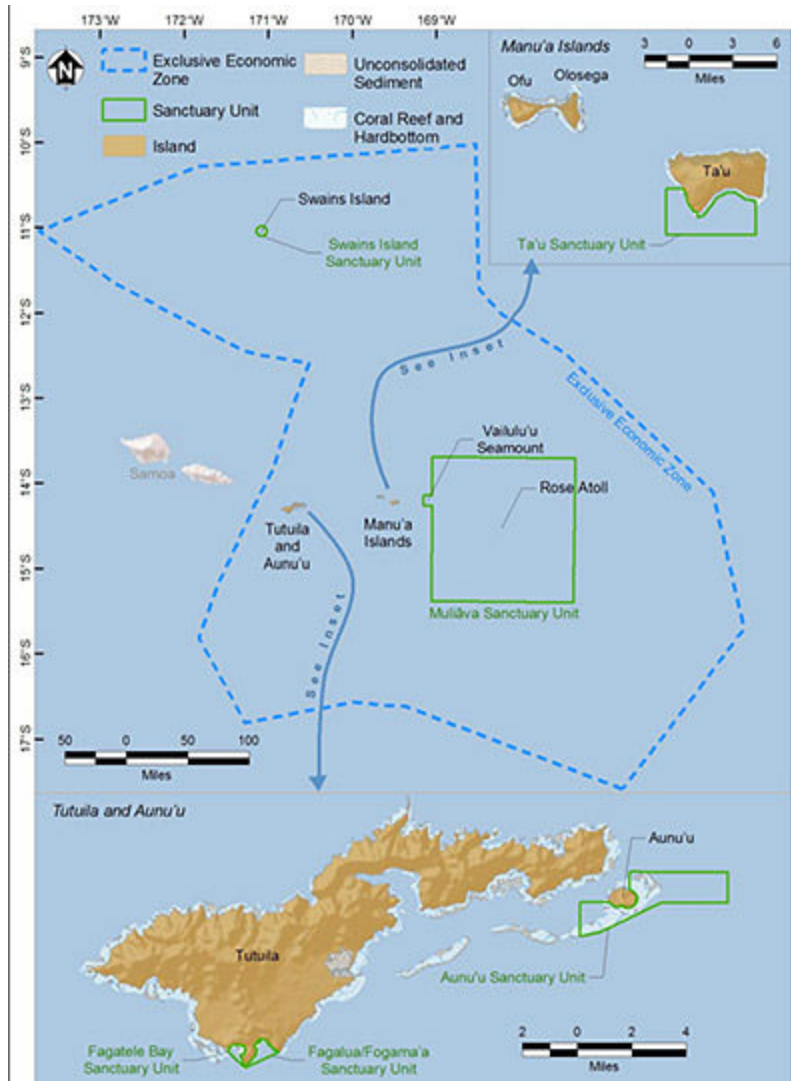 173°W 172°W 171°W 170°W 169°W
9°S
10°S
11°S
12°S
13°S
14°S
15°S
16°S
17°S
N
Exclusive Economic
Zone
Sanctuary Unit
Island
Unconsolidated
Sediment
Coral Reef and
Hardbottom
Manu'a Islands
3 0 3 6
Miles
Ofu
Olosega
Ta'u
Ta'u Sanctuary Unit
Swains Island
Swains Island
Sanctuary Unit
See Inset
Exclusive Economic Zone
Samoa
Vailulu'u
Seamount
Rose Atoll
Tutuila
and
Aunu'u
Manu'a
Islands
Muliāva Sanctuary Unit
See Inset
50 0 50 100
Miles
Tutuila and Aunu'u
Aunu'u
Tutuila
Aunu'u Sanctuary Unit
Fagatele Bay
Sanctuary Unit
Fagalua/Fogama'a
Sanctuary Unit
2 0 2 4
Miles